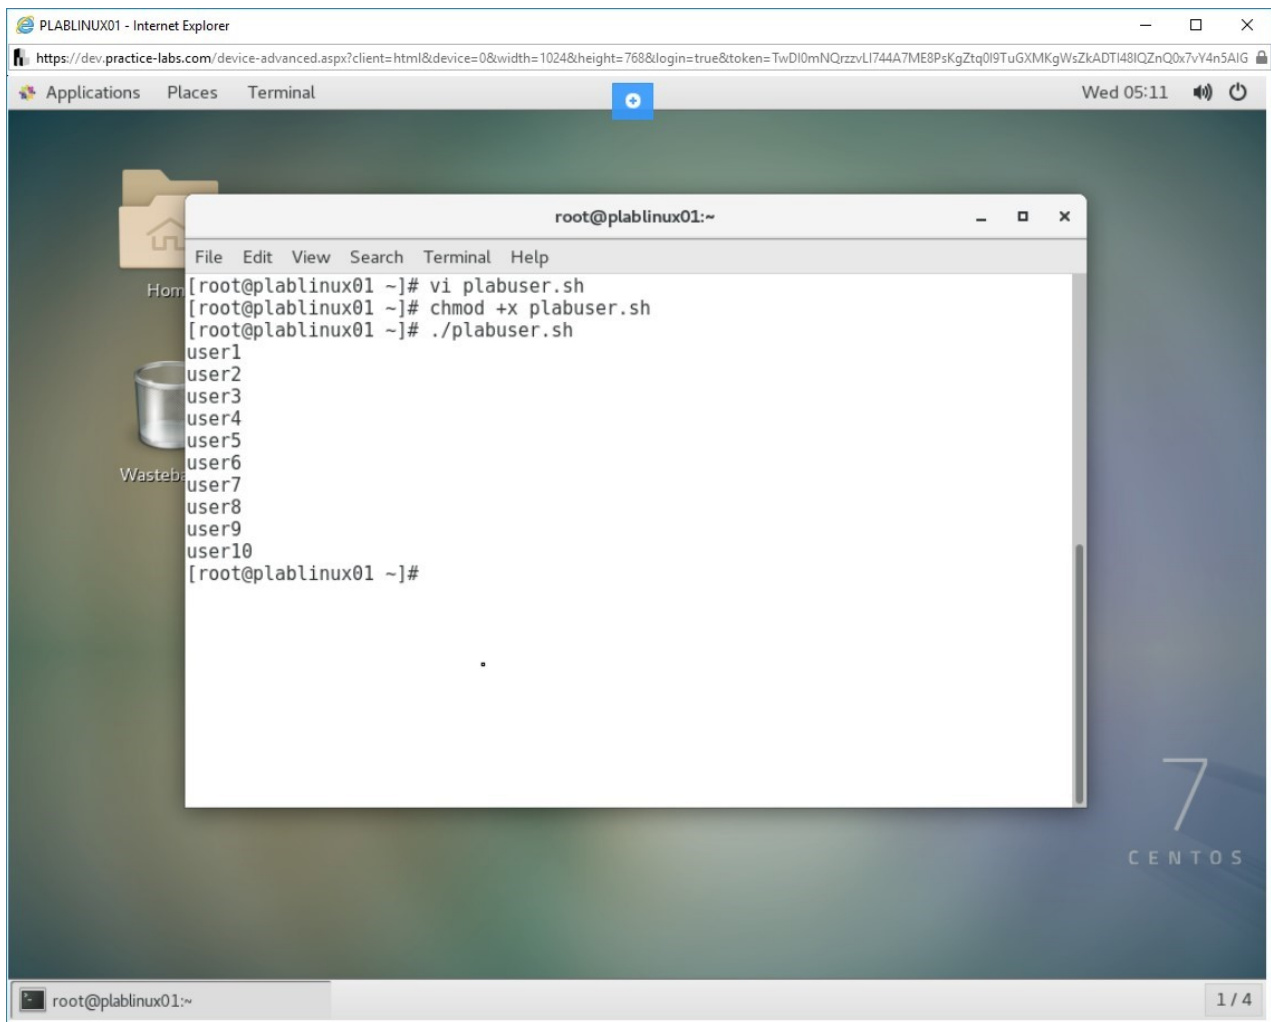 PLABLINUX01 - Internet Explorer
https://dev.practice-labs.com/device-advanced.aspx?client=html&device=0&width=1024&height=768&login=true&token=TwDI0mNQrzzvLI744A7ME8PsKgZtq0I9TuGXMKgWsZkADTI48IQZnQ0x7vY4n5AIG
Applications Places Terminal Wed 05:11
Hom
Wasteb
root@plablinux01:~
File Edit View Search Terminal Help
[root@plablinux01 ~]# vi plabuser.sh
[root@plablinux01 ~]# chmod +x plabuser.sh
[root@plablinux01 ~]# ./plabuser.sh
user1
user2
user3
user4
user5
user6
user7
user8
user9
user10
[root@plablinux01 ~]#
7
CENTOS
root@plablinux01:~
1 / 4